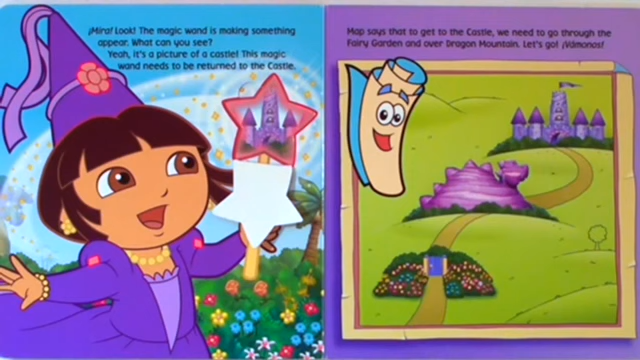 ¡Mira! Look! The magic wand is making something
appear. What can you see?
Yeah, it's a picture of a castle! This magic
wand needs to be returned to the Castle.
Map says that to get to the Castle, we need to go through the
Fairy Garden and over Dragon Mountain. Let's go! ¡Vámonos!